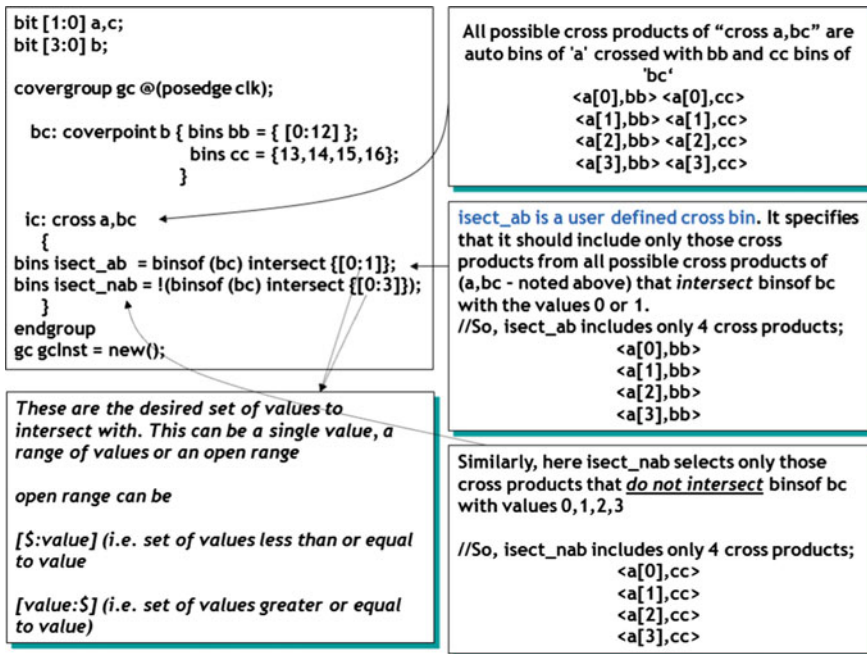 bit [1:0] a,c;
bit [3:0] b;
covergroup gc @(posedge clk);
bc: coverpoint b { bins bb = { [0:12] };
bins cc = {13,14,15,16};
}
ic: cross a,bc
{
bins isect_ab = binsof (bc) intersect {[0:1]};
bins isect_nab = !(binsof (bc) intersect {[0:3]});
}
endgroup
gc gcInst = new();
All possible cross products of “cross a,bc” are
auto bins of 'a' crossed with bb and cc bins of
'bc‘
<a[0],bb> <a[0],cc>
<a[1],bb> <a[1],cc>
<a[2],bb> <a[2],cc>
<a[3],bb> <a[3],cc>
isect_ab is a user defined cross bin. It specifies
that it should include only those cross
products from all possible cross products of
(a,bc - noted above) that intersect binsof bc
with the values 0 or 1.
//So, isect_ab includes only 4 cross products;
<a[0],bb>
<a[1],bb>
<a[2],bb>
<a[3],bb>
These are the desired set of values to
intersect with. This can be a single value, a
range of values or an open range
open range can be
[$:value] (i.e. set of values less than or equal
to value
[value:$] (i.e. set of values greater or equal
to value)
Similarly, here isect_nab selects only those
cross products that do not intersect binsof bc
with values 0,1,2,3
//So, isect_nab includes only 4 cross products;
<a[0],cc>
<a[1],cc>
<a[2],cc>
<a[3],cc>